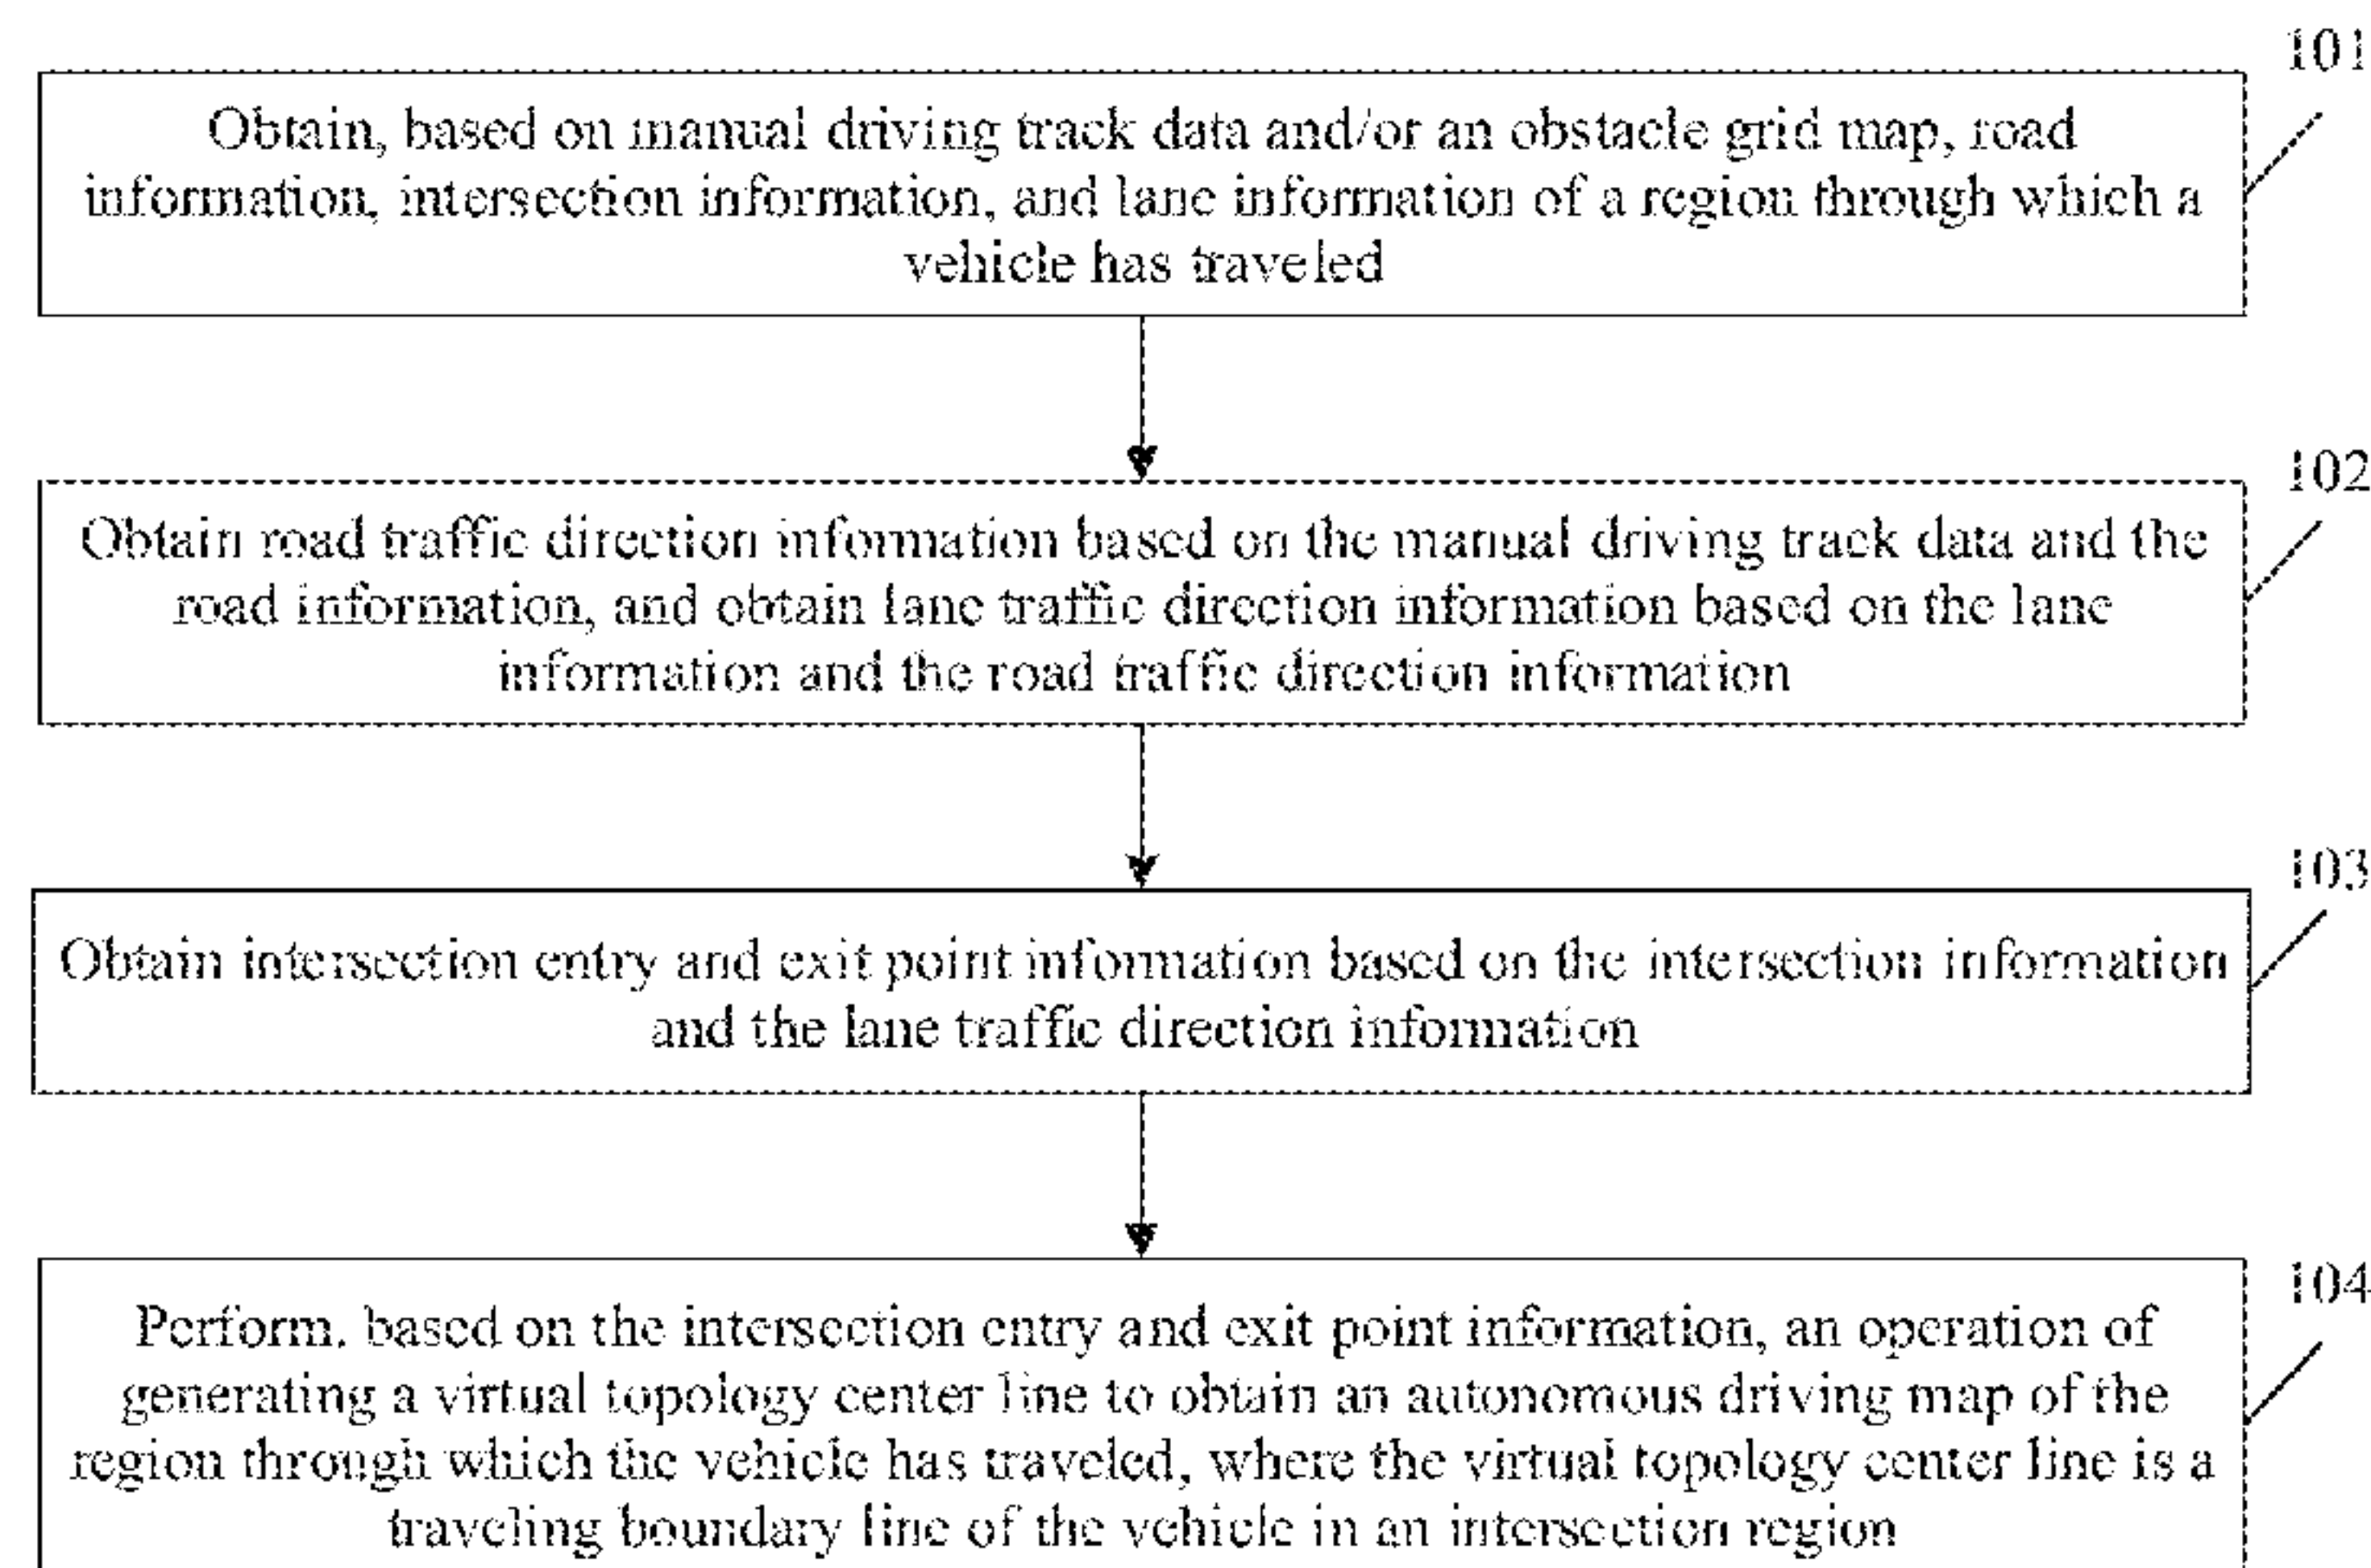 101
Obtain, based on manual driving track data and/or an obstacle grid map, road
information, intersection information, and lane information of a region through which a
vehicle has traveled
102
Obtain road traffic direction information based on the manual driving track data and the
road information, and obtain lane traffic direction information based on the lane
information and the road traffic direction information
103
Obtain intersection entry and exit point information based on the intersection information
and the lane traffic direction information
104
Perform, based on the intersection entry and exit point information, an operation of
generating a virtual topology center line to obtain an autonomous driving map of the
region through which the vehicle has traveled, where the virtual topology center line is a
traveling boundary line of the vehicle in an intersection region